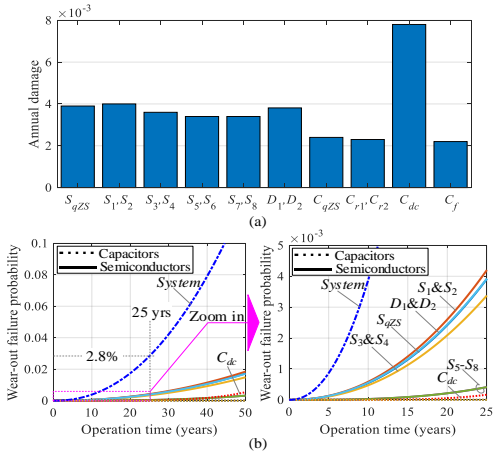 ×10⁻³
8
6
4
2
0
Annual damage
S_qZS S₁,S₂ S₃,S₄ S₅,S₆ S₇,S₈ D₁,D₂ C_qZS C_r1,C_r2 C_dc C_f
(a)
0.1
0.08
0.06
0.04
0.02
0
Wear-out failure probability
Capacitors
Semiconductors
System
25 yrs
Zoom in
2.8%
C_dc
0 10 20 30 40 50
Operation time (years)
×10⁻³
5
4
3
2
1
0
Wear-out failure probability
Capacitors
Semiconductors
System
S₁&S₂
D₁&D₂
S_qZS
S₃&S₄
S₅-S₈
C_dc
0 5 10 15 20 25
Operation time (years)
(b)